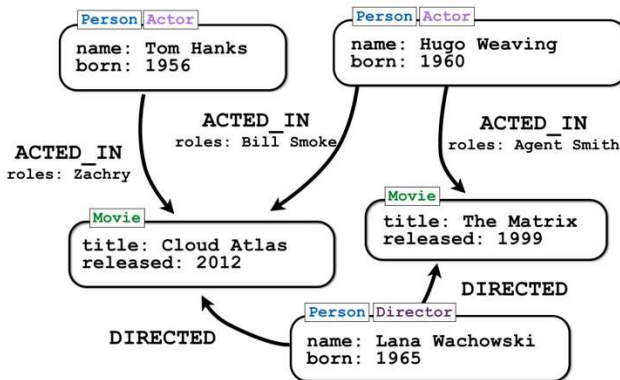 Person Actor
name: Tom Hanks
born: 1956
Person Actor
name: Hugo Weaving
born: 1960
ACTED_IN
roles: Zachry
ACTED_IN
roles: Bill Smoke
ACTED_IN
roles: Agent Smith
Movie
title: Cloud Atlas
released: 2012
Movie
title: The Matrix
released: 1999
DIRECTED
DIRECTED
Person Director
name: Lana Wachowski
born: 1965